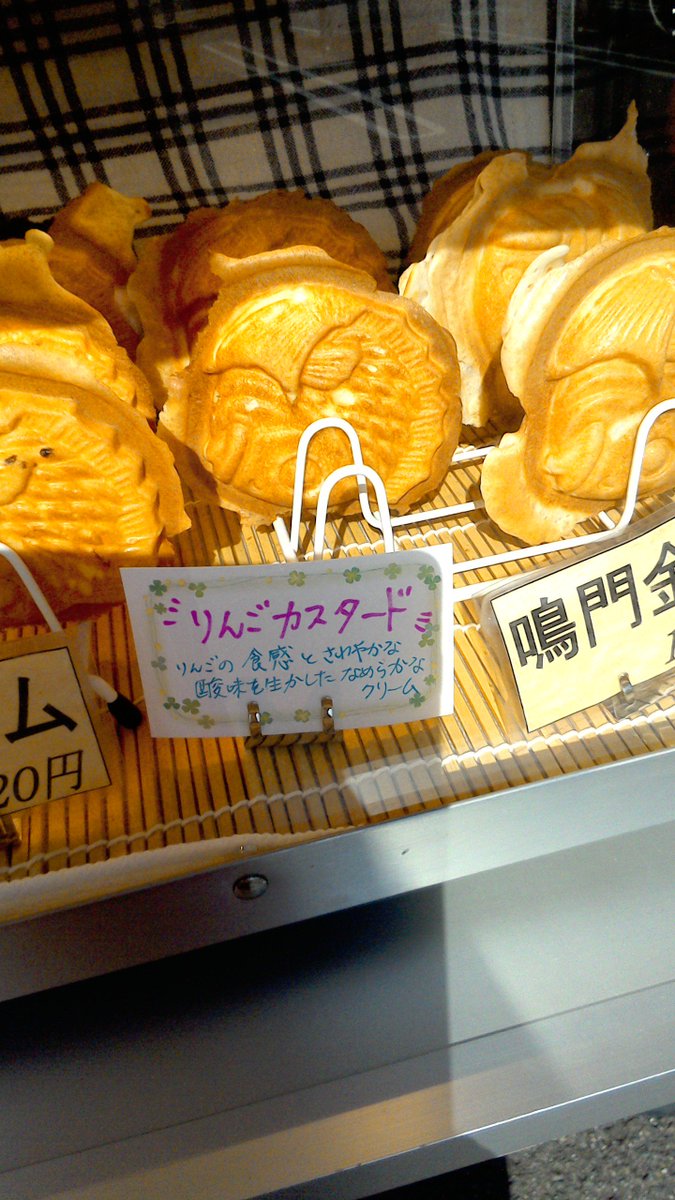 りんごカスタード
りんごの食感とさわやかな
酸味を生かしたなめらかな
クリーム
ム
20円
鳴門金